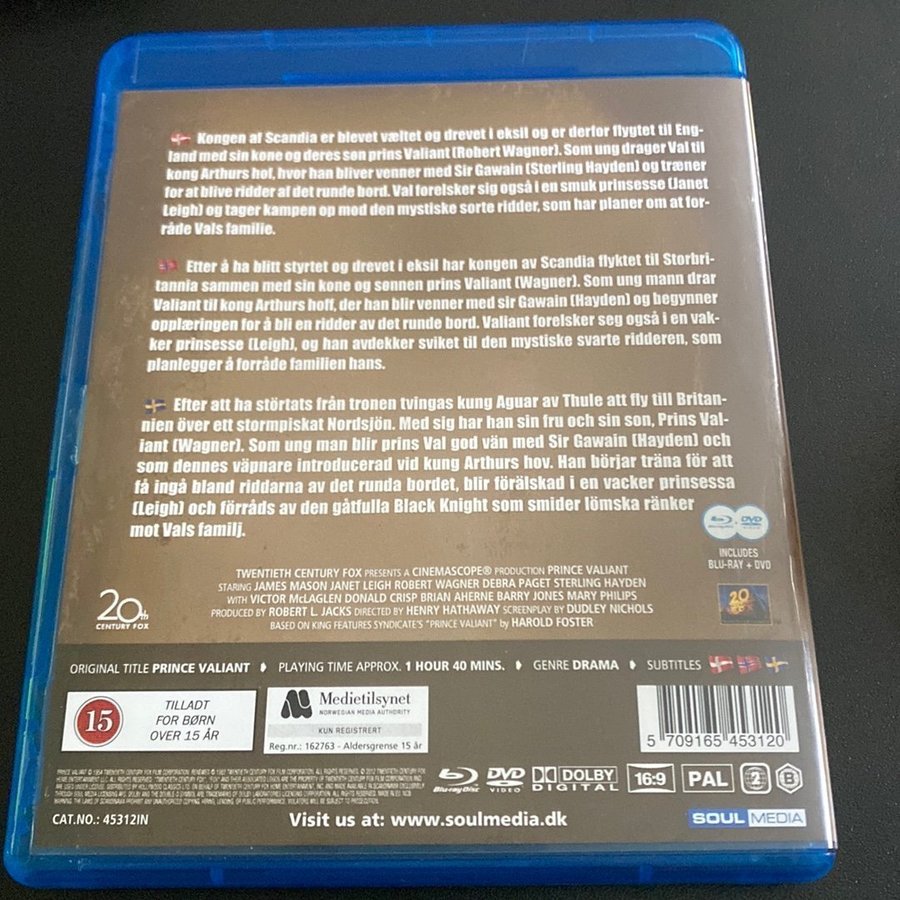 Kongen af Scandia er blevet væltet og drevet i eksil og er derfor flygtet til Eng-
land med sin kone og deres søn prins Valiant (Robert Wagner). Som ung drager Val til
kong Arthurs hof, hvor han bliver venner med Sir Gawain (Sterling Hayden) og træner
for at blive ridder af det runde bord. Val forelsker sig også i en smuk prinsesse (Janet
Leigh) og tager kampen op mod den mystiske sorte ridder, som har planer om at for-
råde Vals familie.
Etter å ha blitt styrtet og drevet i eksil har kongen av Scandia flyktet til Storbri-
tannia sammen med sin kone og sønnen prins Valiant (Wagner). Som ung mann drar
Valiant til kong Arthurs hoff, der han blir venner med sir Gawain (Hayden) og begynner
opplæringen for å bli en ridder av det runde bord. Valiant forelsker seg også i en vak-
ker prinsesse (Leigh), og han avdekker sviket til den mystiske svarte ridderen, som
planlegger å forråde familien hans.
Efter att ha störtats från tronen tvingas kung Aguar av Thule att fly till Britan-
nien över ett stormpiskat Nordsjön. Med sig har han sin fru och sin son, Prins Val-
iant (Wagner). Som ung man blir prins Val god vän med Sir Gawain (Hayden) och
som dennes väpnare introducerad vid kung Arthurs hov. Han börjar träna för att
få ingå bland riddarna av det runda bordet, blir förälskad i en vacker prinsessa
(Leigh) och förråds av den gåtfulla Black Knight som smider lömska ränker
mot Vals familj.
Blu-ray Disc DVD
INCLUDES
BLU-RAY + DVD
TWENTIETH CENTURY FOX PRESENTS A CINEMASCOPE® PRODUCTION PRINCE VALIANT
STARRING JAMES MASON JANET LEIGH ROBERT WAGNER DEBRA PAGET STERLING HAYDEN
WITH VICTOR McLAGLEN DONALD CRISP BRIAN AHERNE BARRY JONES MARY PHILIPS
PRODUCED BY ROBERT L. JACKS DIRECTED BY HENRY HATHAWAY SCREENPLAY BY DUDLEY NICHOLS
BASED ON KING FEATURES SYNDICATE'S "PRINCE VALIANT" by HAROLD FOSTER
20th
CENTURY FOX
ORIGINAL TITLE PRINCE VALIANT PLAYING TIME APPROX. 1 HOUR 40 MINS. GENRE DRAMA SUBTITLES
15
TILLADT
FOR BØRN
OVER 15 ÅR
Medietilsynet
NORWEGIAN MEDIA AUTHORITY
KUN REGISTRERT
Reg.nr.: 162763 - Aldersgrense 15 år
5 709165 453120
Blu-ray Disc DVD VIDEO DOLBY DIGITAL 16:9 PAL 2 B
CAT.NO.: 45312IN
Visit us at: www.soulmedia.dk
SOUL MEDIA